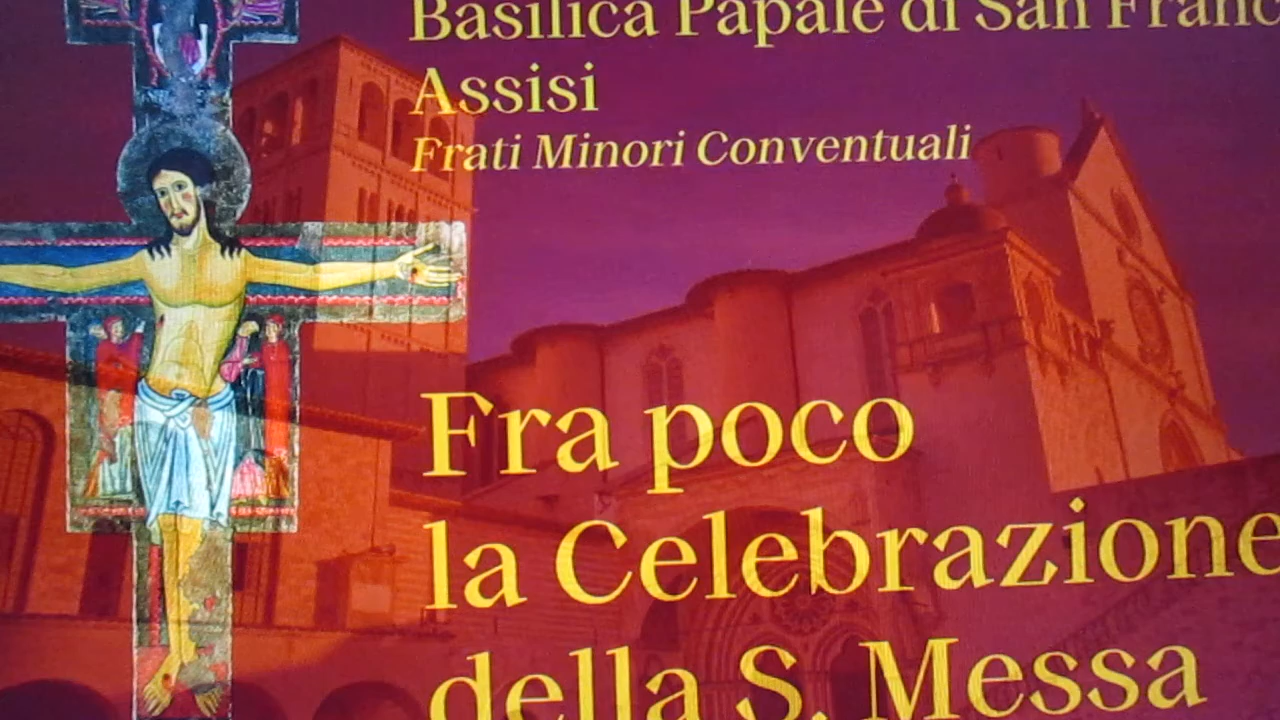 Basilica Papale di San Franc
Assisi
Frati Minori Conventuali
Fra poco
la Celebrazione
della S. Messa